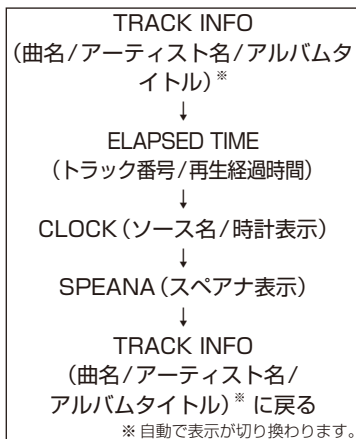 TRACK INFO
(曲名/アーティスト名/アルバムタ
イトル)※
↓
ELAPSED TIME
(トラック番号/再生経過時間)
↓
CLOCK(ソース名/時計表示)
↓
SPEANA(スペアナ表示)
↓
TRACK INFO
(曲名/アーティスト名/
アルバムタイトル)※ に戻る
※ 自動で表示が切り換わります。